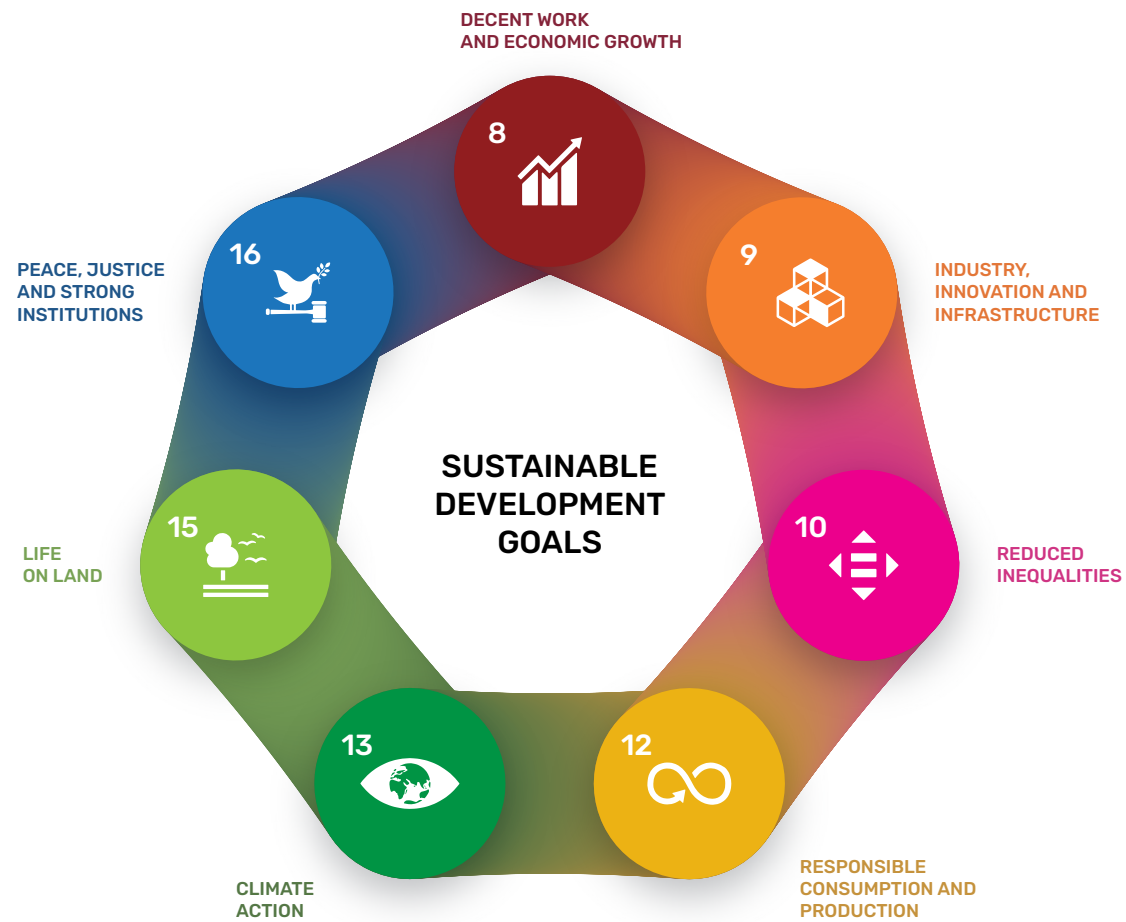 DECENT WORK
AND ECONOMIC GROWTH
8
16
9
PEACE, JUSTICE
AND STRONG
INSTITUTIONS
INDUSTRY,
INNOVATION AND
INFRASTRUCTURE
SUSTAINABLE
DEVELOPMENT
GOALS
15
10
LIFE
ON LAND
REDUCED
INEQUALITIES
13
12
CLIMATE
ACTION
RESPONSIBLE
CONSUMPTION AND
PRODUCTION